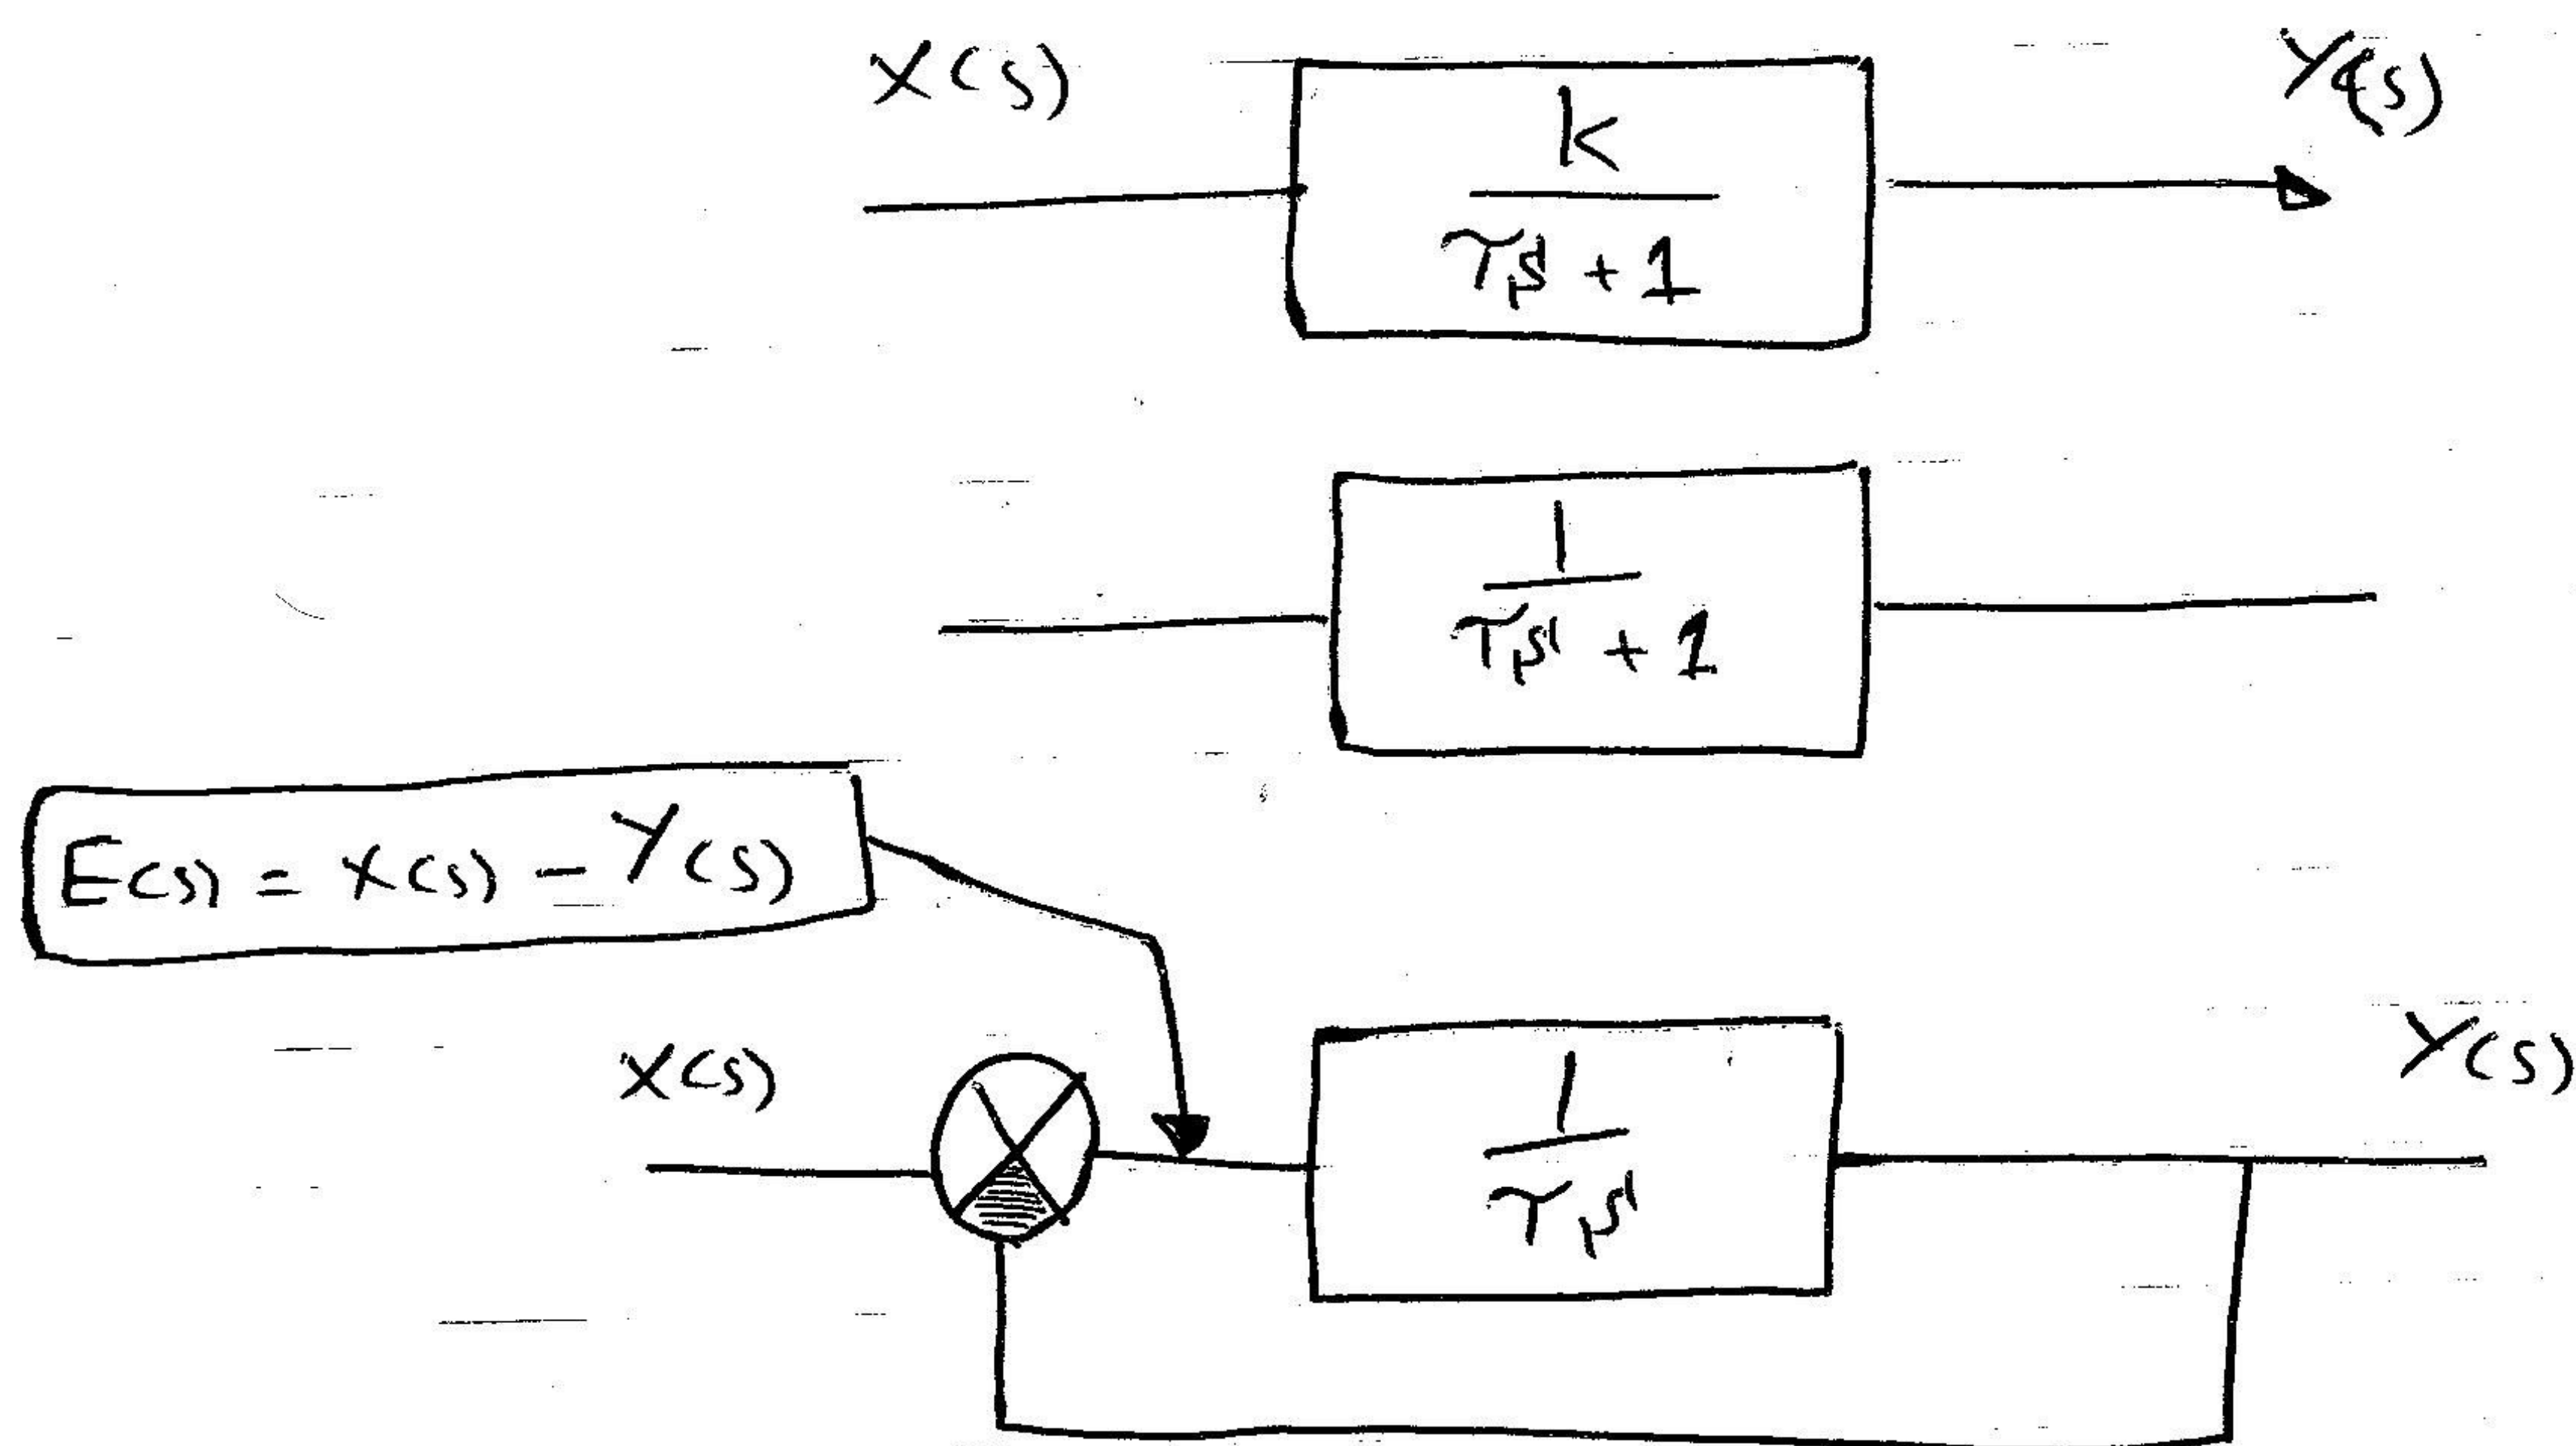 X(s)
Y(s)
k
τs + 1
1
τs + 1
E(s) = X(s) - Y(s)
X(s)
1
τs
Y(s)